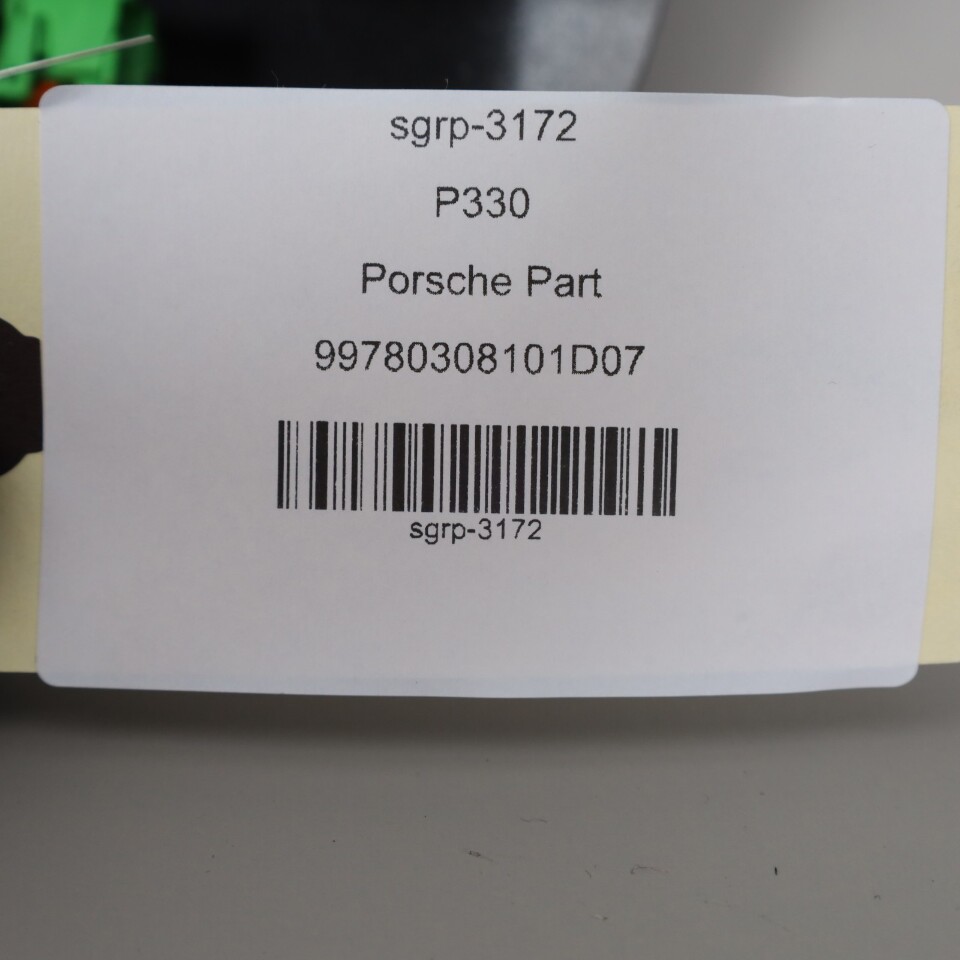 sgrp-3172
P330
Porsche Part
99780308101D07
sgrp-3172